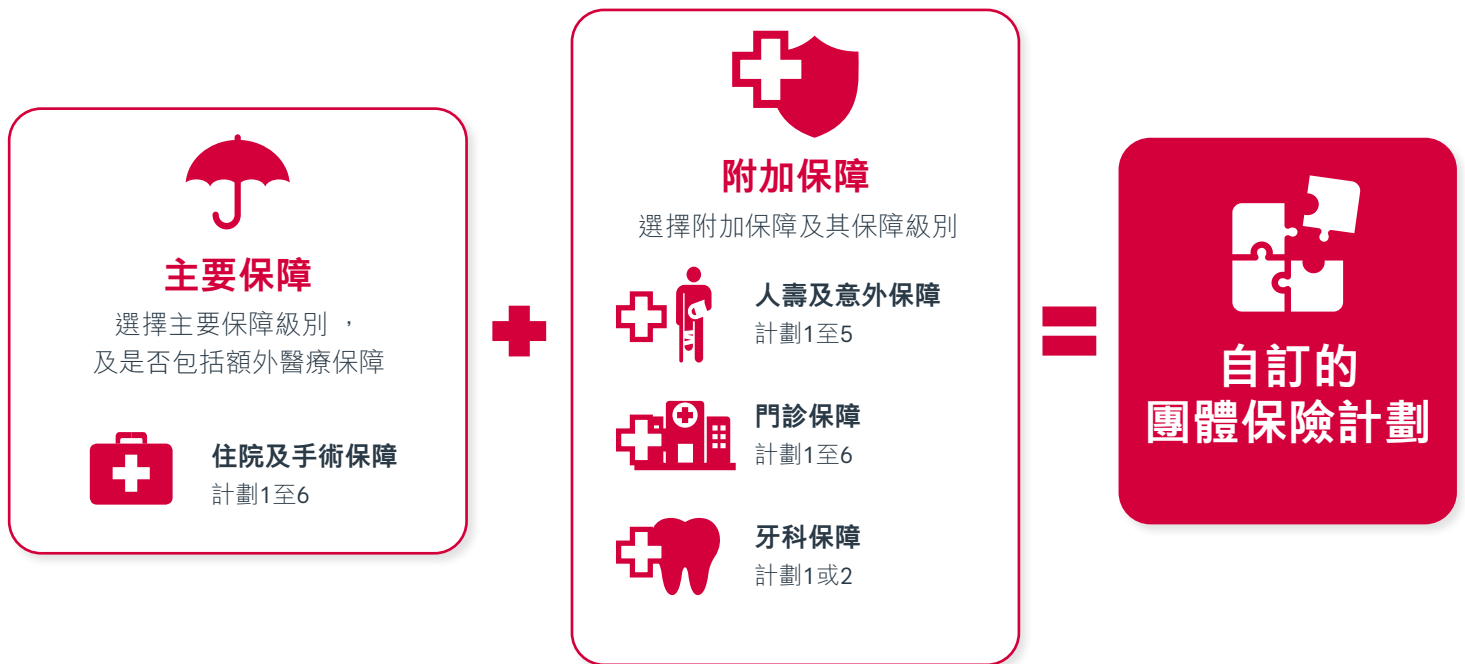 主要保障
選擇主要保障級別 ，
及是否包括額外醫療保障
住院及手術保障
計劃1至6
附加保障
選擇附加保障及其保障級別
人壽及意外保障
計劃1至5
門診保障
計劃1至6
牙科保障
計劃1或2
自訂的
團體保險計劃